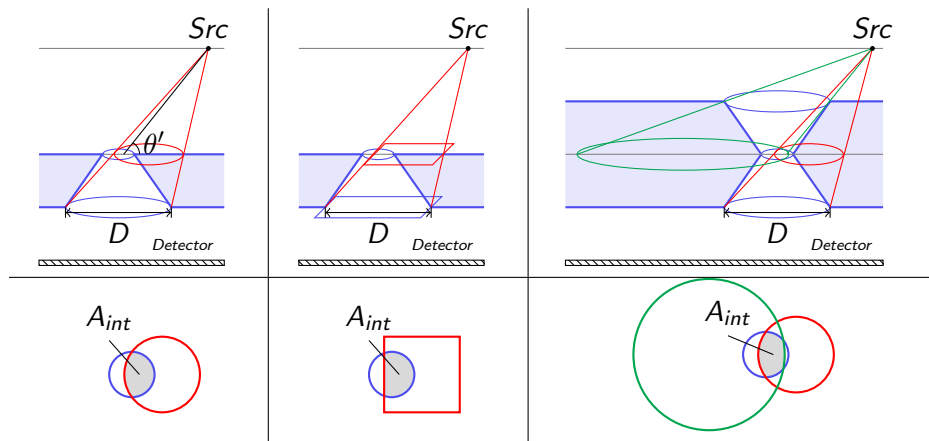 Src
θ′
D
Detector
Src
D
Detector
Src
D
Detector
A_int
A_int
A_int